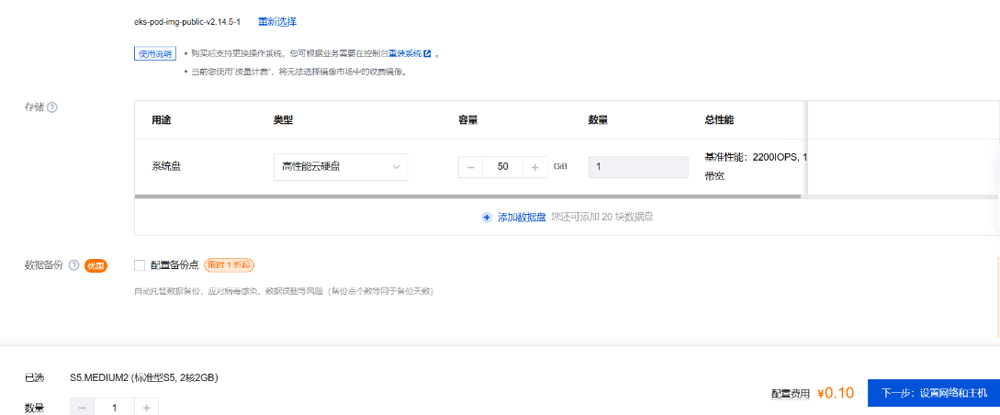 eks-pod-img-public-v2.14.5-1 重新选择
使用说明 • 购买后支持更换操作系统，您可根据业务需要在控制台重装系统 。
• 当前您使用“按量计费”，将无法选择镜像市场中的收费镜像。
存储
用途 类型 容量 数量 总性能
系统盘 高性能云硬盘 − 50 + GiB 1 基准性能：2200IOPS, 1
带宽
添加数据盘 您还可添加 20 块数据盘
数据备份 优惠 配置备份点 限时 1 折起
自动托管数据备份，应对病毒感染、数据误删等风险（备份点个数等同于备份天数）
已选 S5.MEDIUM2 (标准型S5, 2核2GB)
配置费用 ¥0.10 下一步：设置网络和主机
数量 − 1 +